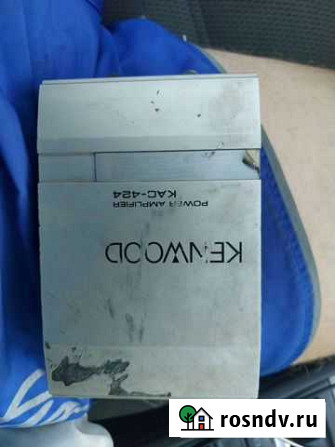 KENWOOD
POWER AMPLIFIER
KAC-424
rosndv.ru